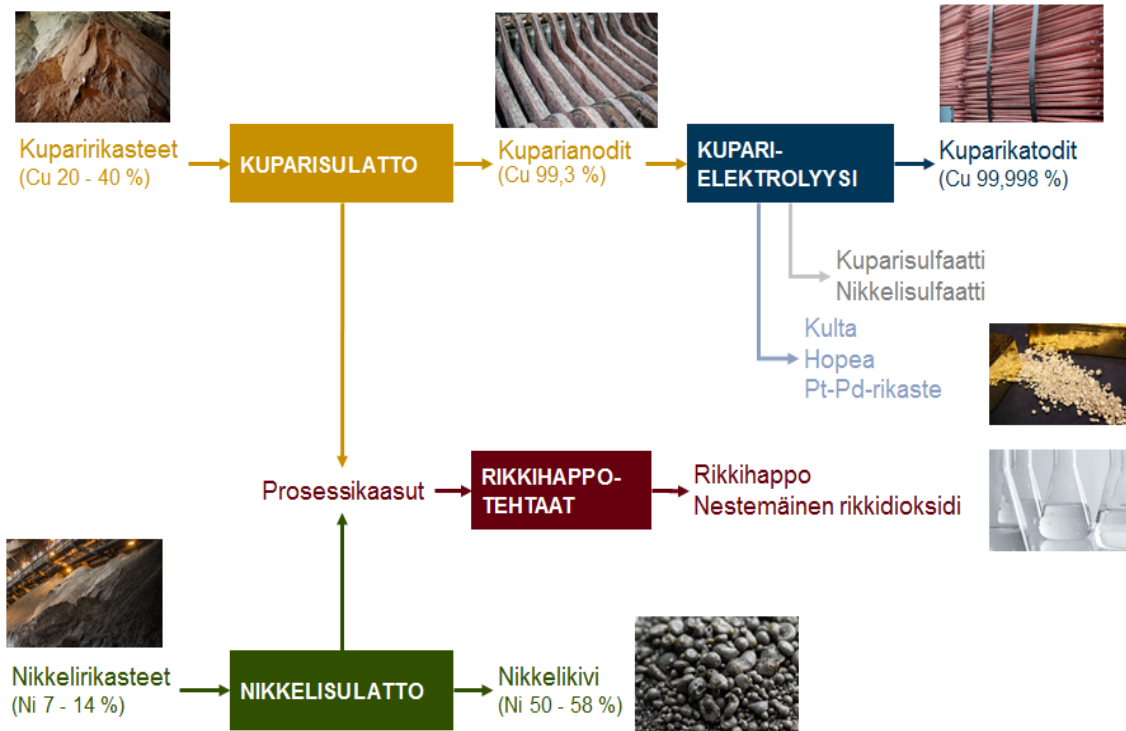 Kuparirikasteet
(Cu 20 - 40 %)
KUPARISULATTO
Kuparianodit
(Cu 99,3 %)
KUPARI-
ELEKTROLYYSI
Kuparikatodit
(Cu 99,998 %)
Kuparisulfaatti
Nikkelisulfaatti
Kulta
Hopea
Pt-Pd-rikaste
Prosessikaasut
RIKKIHAPPO-
TEHTAAT
Rikkihappo
Nestemäinen rikkidioksidi
Nikkelirikasteet
(Ni 7 - 14 %)
NIKKELISULATTO
Nikkelikivi
(Ni 50 - 58 %)